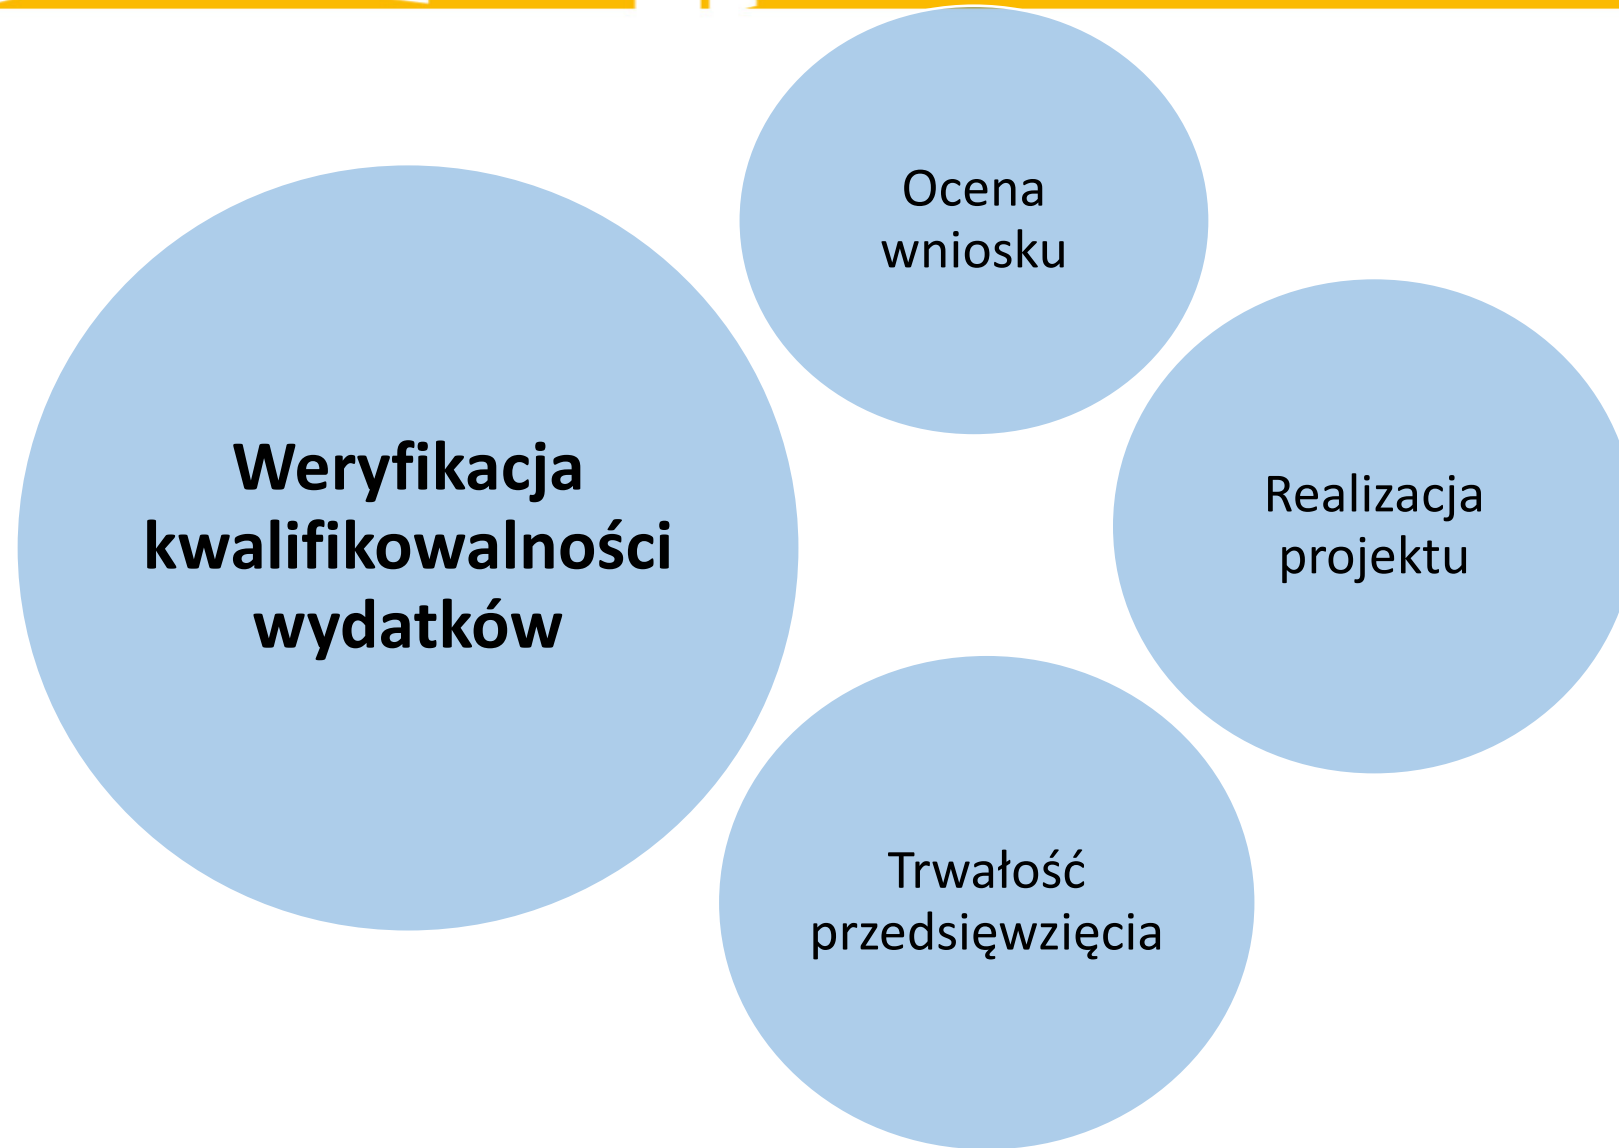 Weryfikacja
kwalifikowalności
wydatków
Ocena
wniosku
Realizacja
projektu
Trwałość
przedsięwzięcia